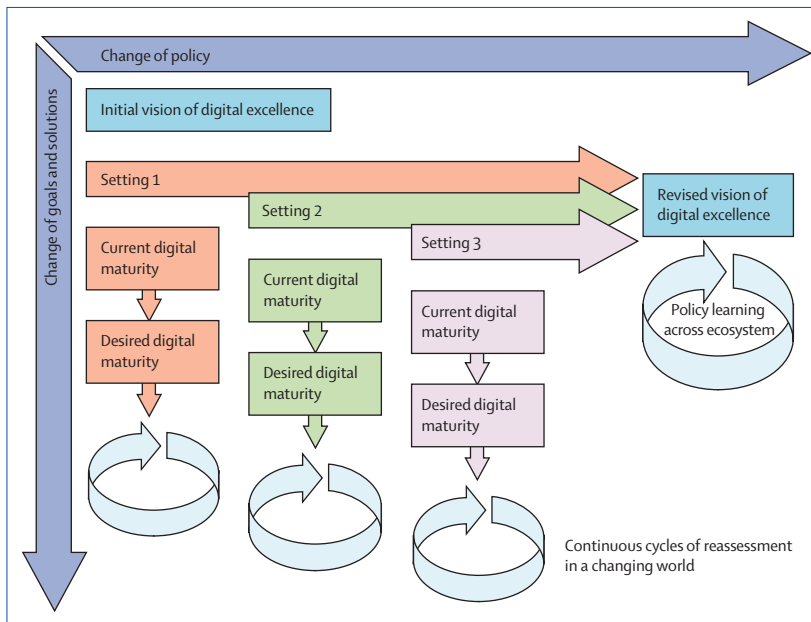 Change of policy
Change of goals and solutions
Initial vision of digital excellence
Setting 1
Setting 2
Setting 3
Revised vision of
digital excellence
Current digital
maturity
Desired digital
maturity
Current digital
maturity
Desired digital
maturity
Current digital
maturity
Desired digital
maturity
Policy learning
across ecosystem
Continuous cycles of reassessment
in a changing world